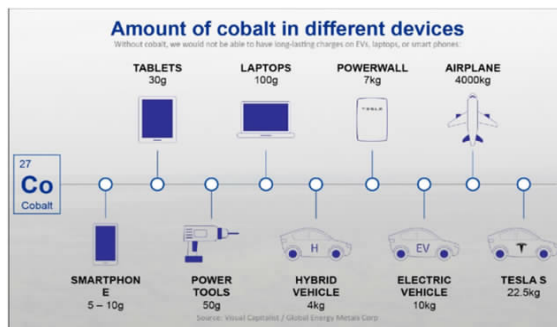 Amount of cobalt in different devices
Without cobalt, we would not be able to have long-lasting charges on EVs, laptops, or smart phones:
TABLETS
30g
LAPTOPS
100g
POWERWALL
7kg
AIRPLANE
4000kg
TESLA
27
Co
Cobalt
H
EV
SMARTPHON
E
5 – 10g
POWER
TOOLS
50g
HYBRID
VEHICLE
4kg
ELECTRIC
VEHICLE
10kg
TESLA S
22.5kg
Source: Visual Capitalist / Global Energy Metals Corp